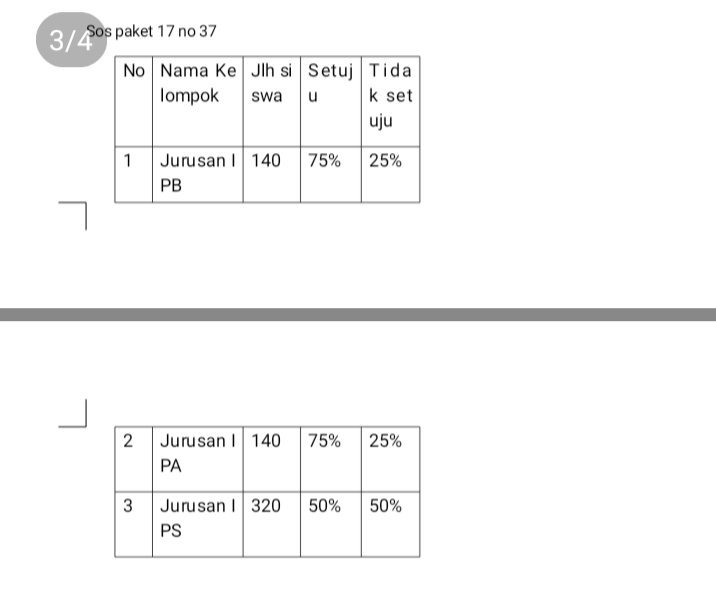 3/4
Sos paket 17 no 37
No Nama Ke Jlh si Setuj Tida
lompok swa u k set
uju
1 Jurusan I 140 75% 25%
PB
2 Jurusan I 140 75% 25%
PA
3 Jurusan I 320 50% 50%
PS